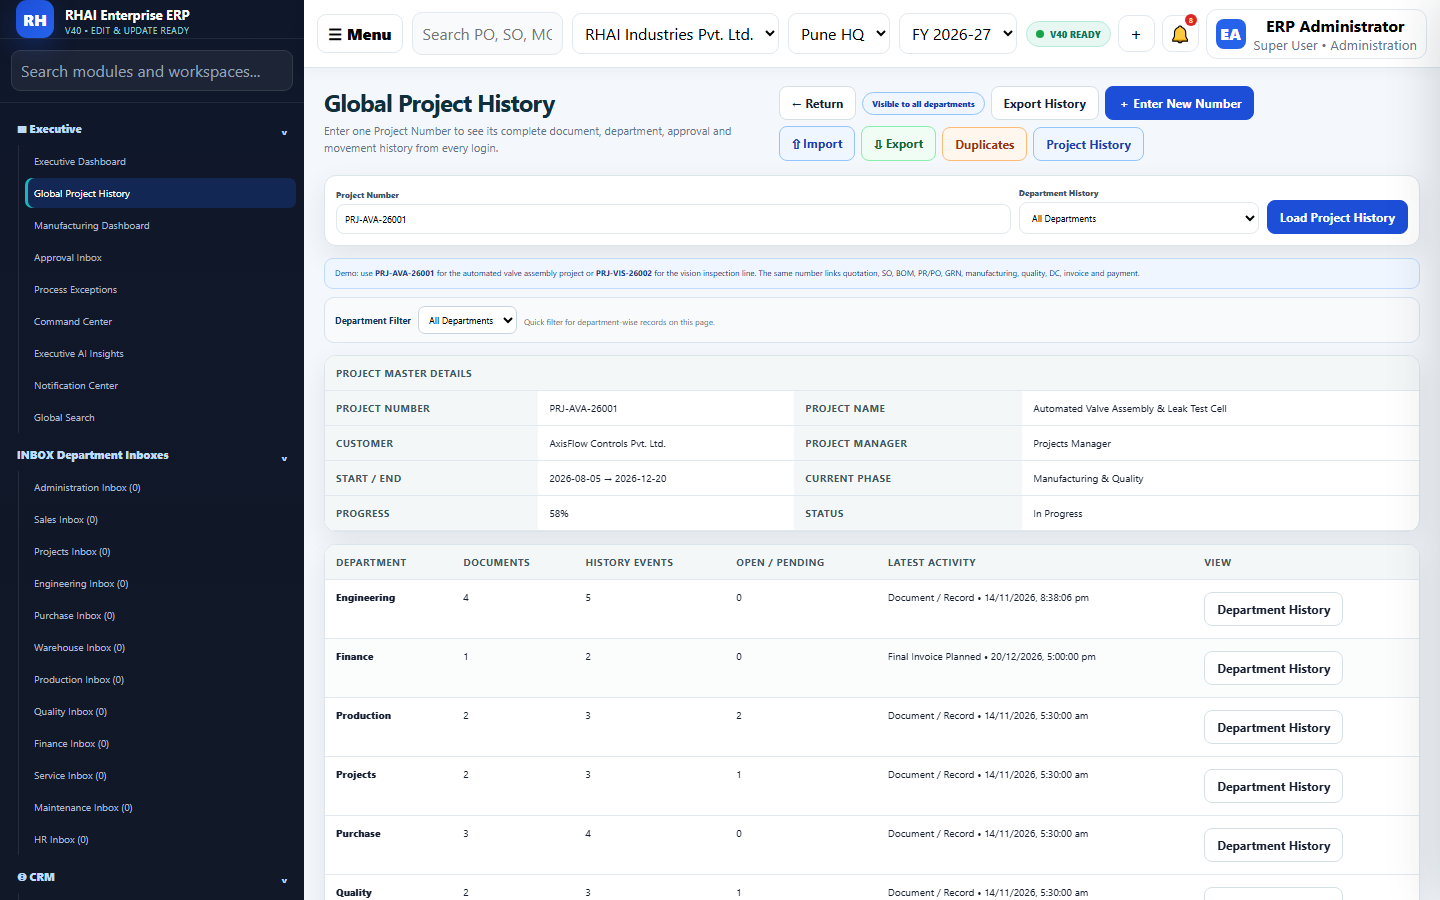 RH
RHAI Enterprise ERP
V40 • EDIT & UPDATE READY
Search modules and workspaces...
Executive
Executive Dashboard
Global Project History
Manufacturing Dashboard
Approval Inbox
Process Exceptions
Command Center
Executive AI Insights
Notification Center
Global Search
INBOX Department Inboxes
Administration Inbox (0)
Sales Inbox (0)
Projects Inbox (0)
Engineering Inbox (0)
Purchase Inbox (0)
Warehouse Inbox (0)
Production Inbox (0)
Quality Inbox (0)
Finance Inbox (0)
Service Inbox (0)
Maintenance Inbox (0)
HR Inbox (0)
CRM
☰ Menu
Search PO, SO, MO
RHAI Industries Pvt. Ltd.
Pune HQ
FY 2026-27
V40 READY
+
8
EA
ERP Administrator
Super User • Administration
Global Project History
Enter one Project Number to see its complete document, department, approval and
movement history from every login.
← Return
Visible to all departments
Export History
+ Enter New Number
⇧ Import
⇩ Export
Duplicates
Project History
Project Number
PRJ-AVA-26001
Department History
All Departments
Load Project History
Demo: use PRJ-AVA-26001 for the automated valve assembly project or PRJ-VIS-26002 for the vision inspection line. The same number links quotation, SO, BOM, PR/PO, GRN, manufacturing, quality, DC, invoice and payment.
Department Filter
All Departments
Quick filter for department-wise records on this page.
PROJECT MASTER DETAILS
PROJECT NUMBER PRJ-AVA-26001 PROJECT NAME Automated Valve Assembly & Leak Test Cell
CUSTOMER AxisFlow Controls Pvt. Ltd. PROJECT MANAGER Projects Manager
START / END 2026-08-05 → 2026-12-20 CURRENT PHASE Manufacturing & Quality
PROGRESS 58% STATUS In Progress
DEPARTMENT DOCUMENTS HISTORY EVENTS OPEN / PENDING LATEST ACTIVITY VIEW
Engineering 4 5 0 Document / Record • 14/11/2026, 8:38:06 pm Department History
Finance 1 2 0 Final Invoice Planned • 20/12/2026, 5:00:00 pm Department History
Production 2 3 2 Document / Record • 14/11/2026, 5:30:00 am Department History
Projects 2 3 1 Document / Record • 14/11/2026, 5:30:00 am Department History
Purchase 3 4 0 Document / Record • 14/11/2026, 5:30:00 am Department History
Quality 2 3 1 Document / Record • 14/11/2026, 5:30:00 am